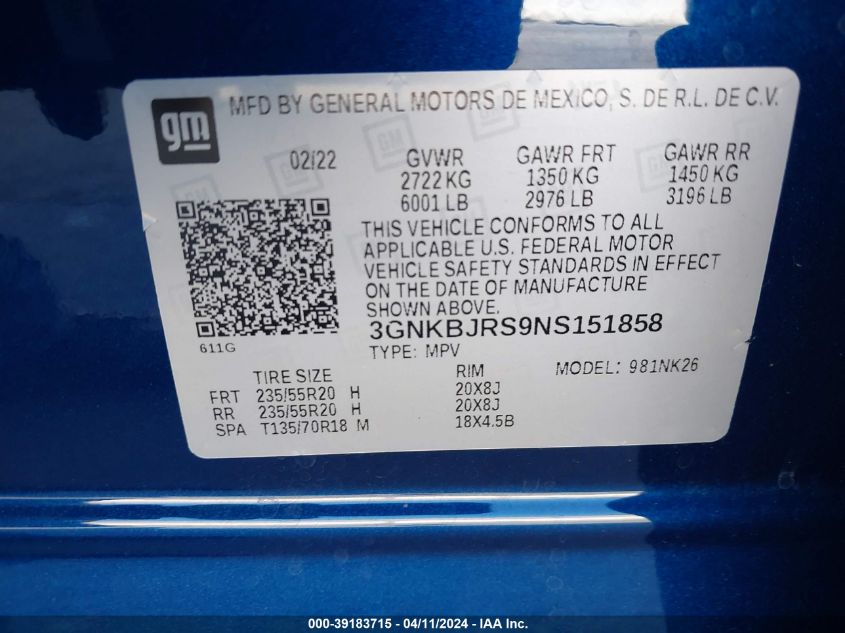 gm
MFD BY GENERAL MOTORS DE MEXICO, S. DE R.L. DE C.V.
02/22 GVWR GAWR FRT GAWR RR
2722 KG 1350 KG 1450 KG
6001 LB 2976 LB 3196 LB
THIS VEHICLE CONFORMS TO ALL
APPLICABLE U.S. FEDERAL MOTOR
VEHICLE SAFETY STANDARDS IN EFFECT
ON THE DATE OF MANUFACTURE
SHOWN ABOVE.
611G
3GNKBJRS9NS151858
TYPE: MPV MODEL: 981NK26
TIRE SIZE RIM
FRT 235/55R20 H 20X8J
RR 235/55R20 H 20X8J
SPA T135/70R18 M 18X4.5B
000-39183715 - 04/11/2024 - IAA Inc.